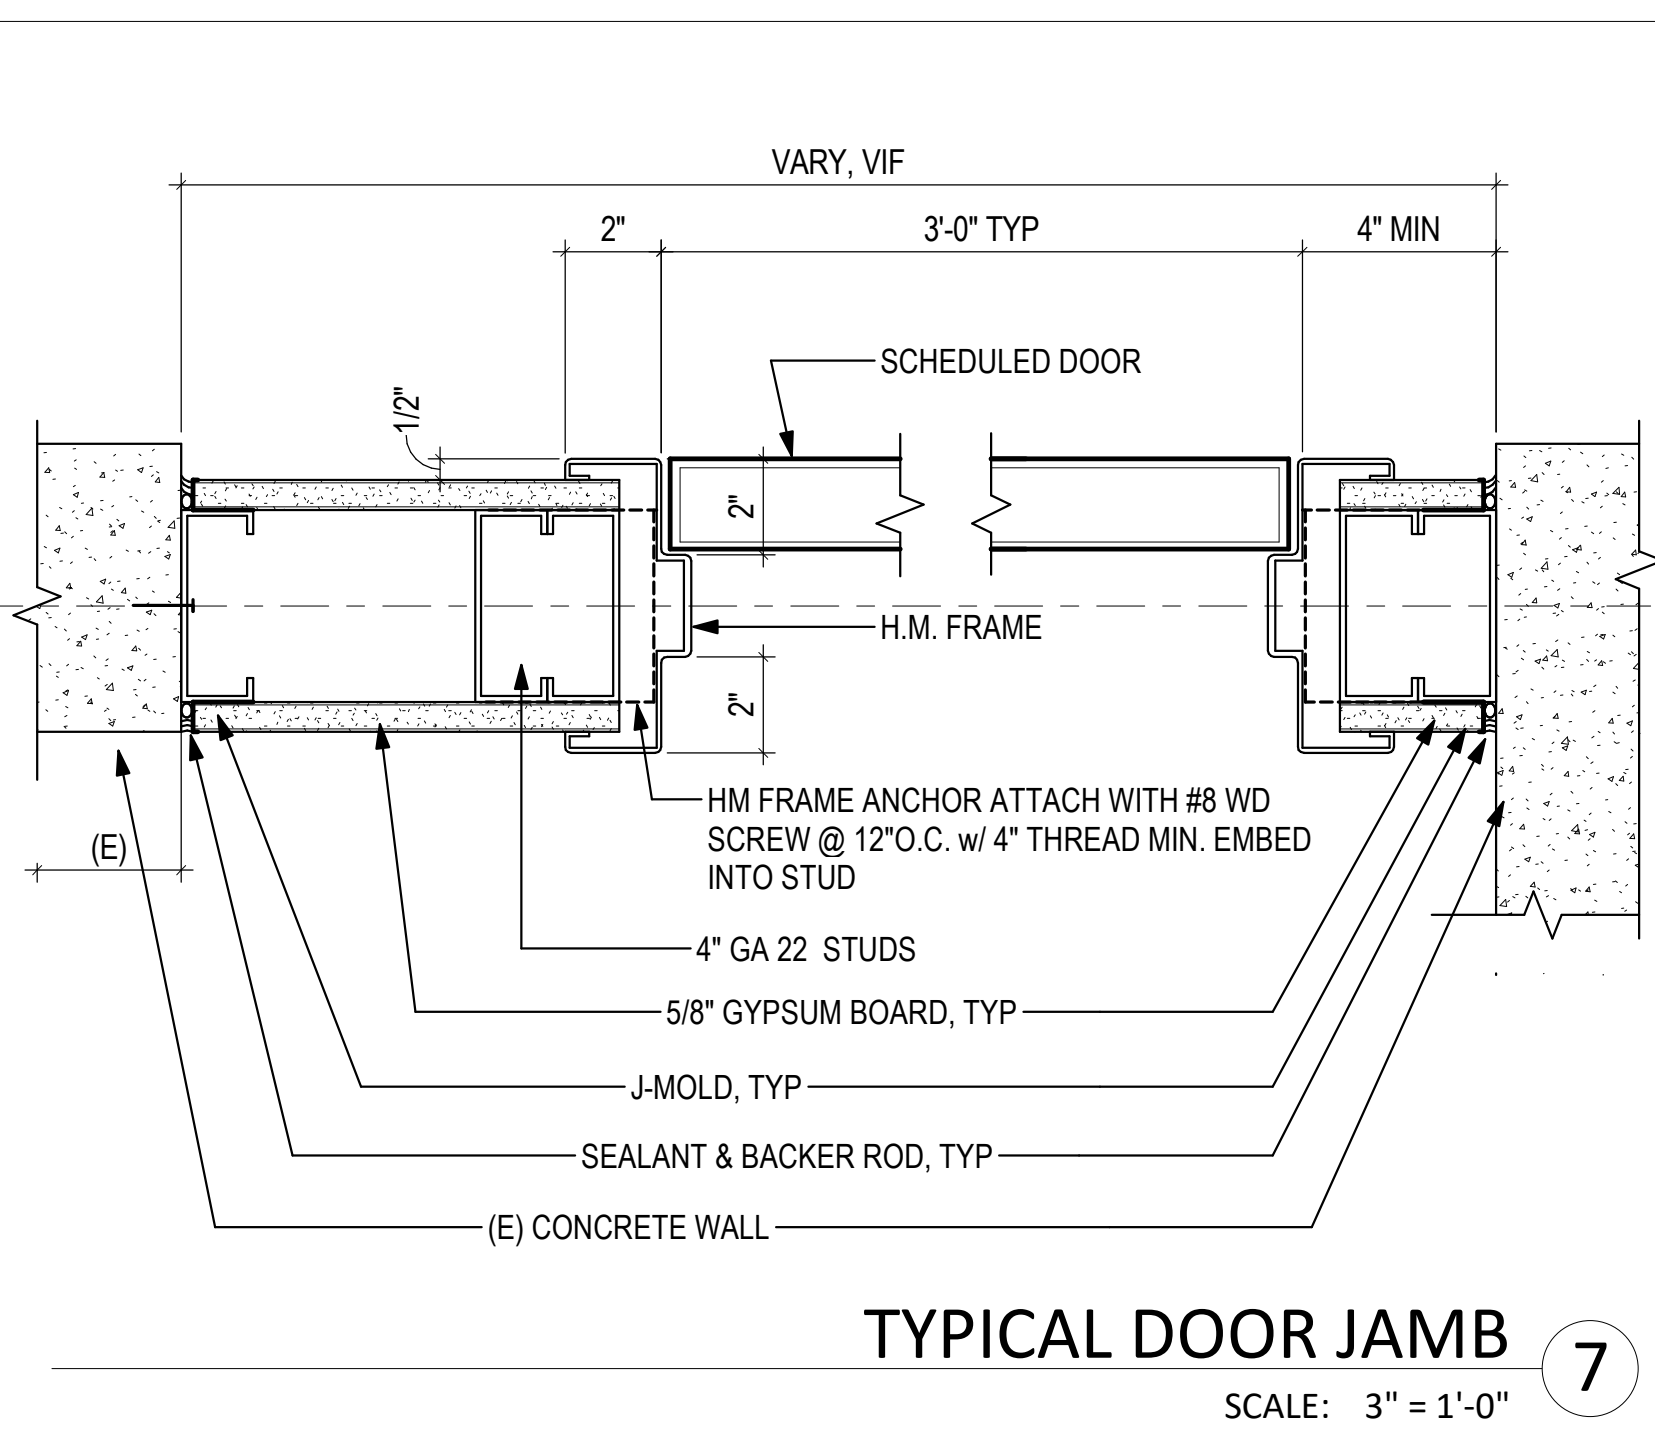 VARY, VIF
2" 3'-0" TYP 4" MIN
SCHEDULED DOOR
1/2"
2"
H.M. FRAME
2"
HM FRAME ANCHOR ATTACH WITH #8 WD
SCREW @ 12"O.C. w/ 4" THREAD MIN. EMBED
INTO STUD
(E)
4" GA 22 STUDS
5/8" GYPSUM BOARD, TYP
J-MOLD, TYP
SEALANT & BACKER ROD, TYP
(E) CONCRETE WALL
TYPICAL DOOR JAMB
7
SCALE: 3" = 1'-0"